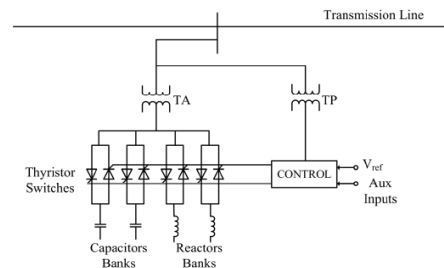 Transmission Line
TA
TP
Thyristor
Switches
CONTROL
V_ref
Aux
Inputs
Capacitors
Banks
Reactors
Banks